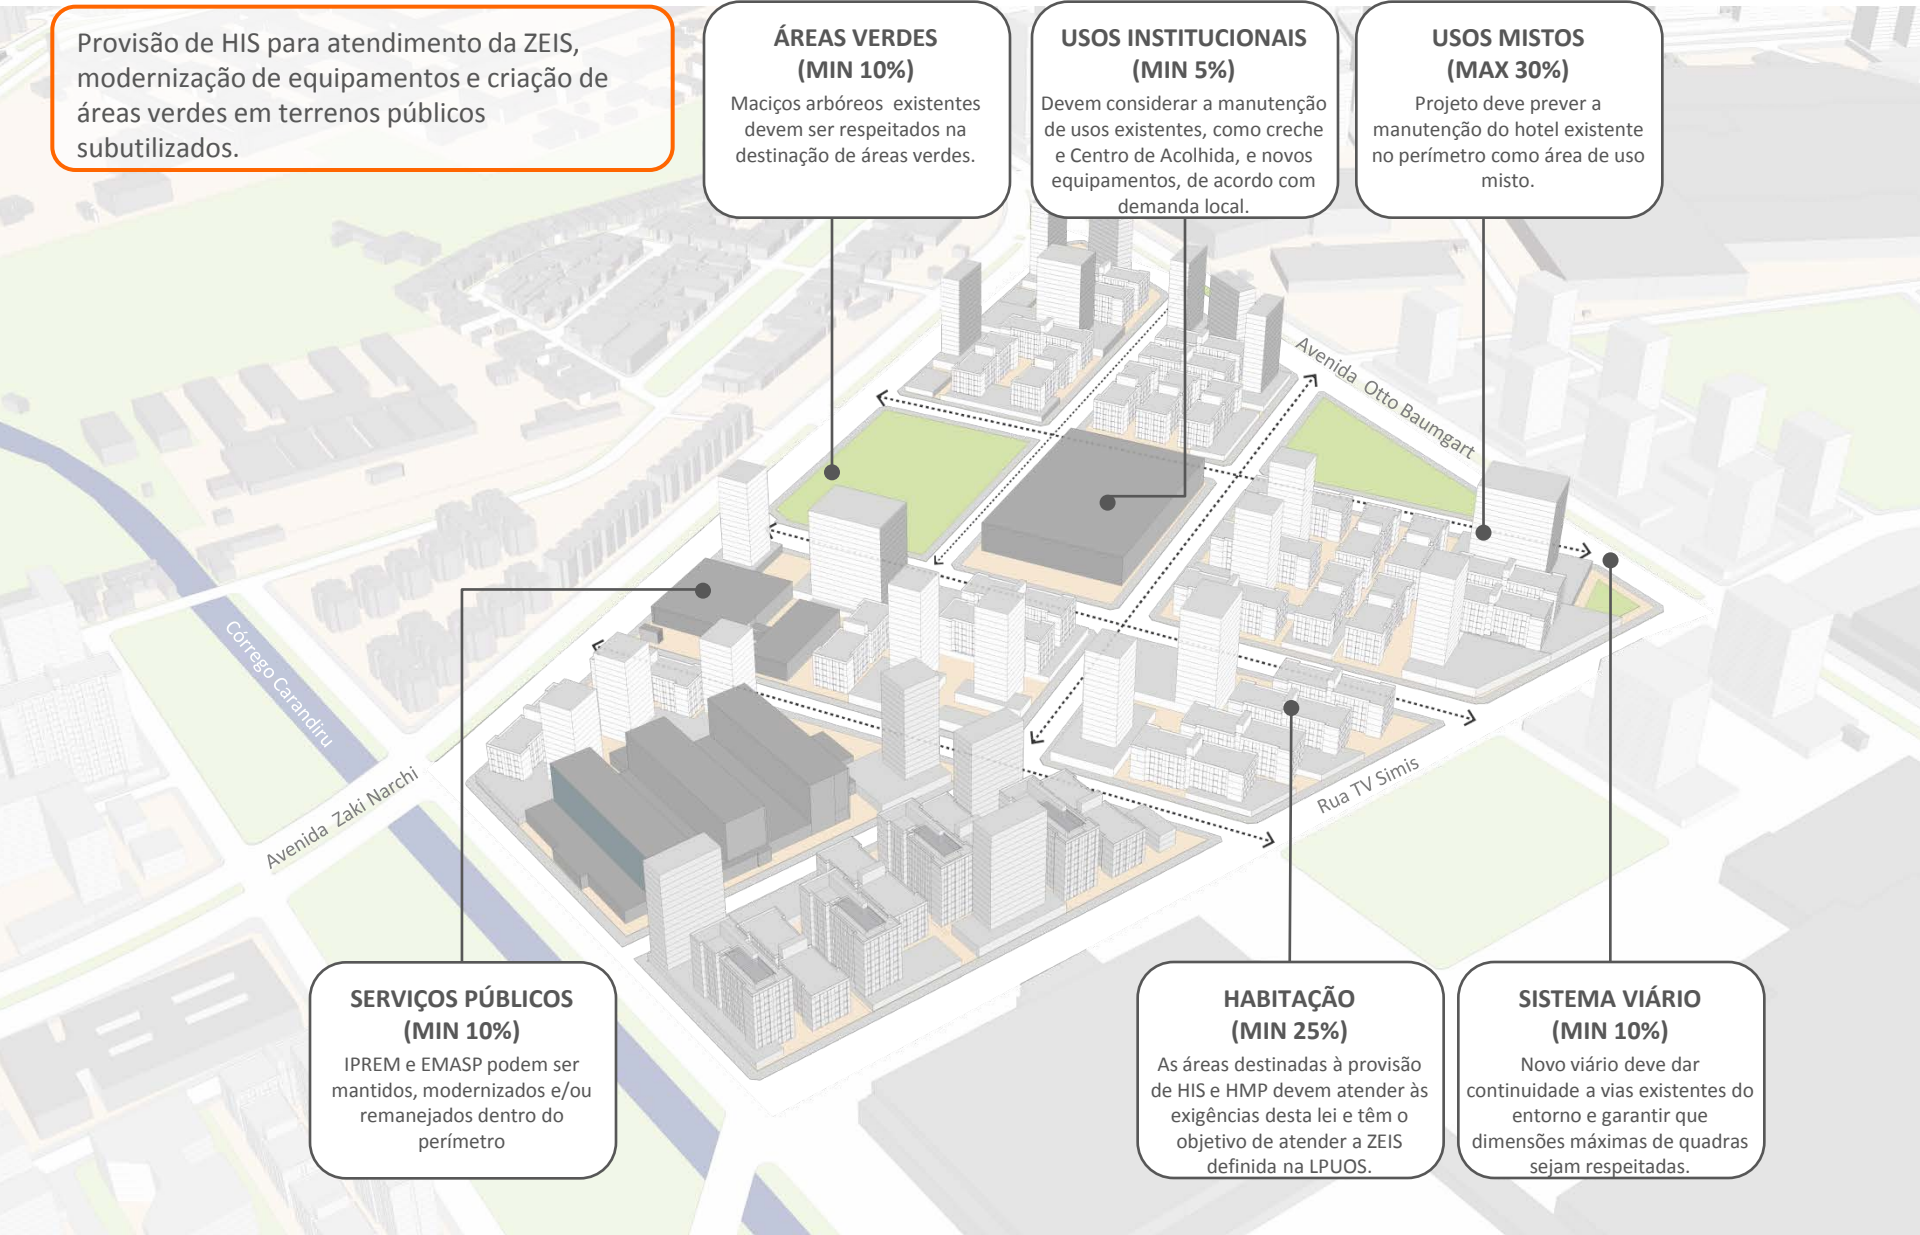 Provisão de HIS para atendimento da ZEIS,
modernização de equipamentos e criação de
áreas verdes em terrenos públicos
subutilizados.
ÁREAS VERDES
(MIN 10%)
Maciços arbóreos existentes
devem ser respeitados na
destinação de áreas verdes.
USOS INSTITUCIONAIS
(MIN 5%)
Devem considerar a manutenção
de usos existentes, como creche
e Centro de Acolhida, e novos
equipamentos, de acordo com
demanda local.
USOS MISTOS
(MAX 30%)
Projeto deve prever a
manutenção do hotel existente
no perímetro como área de uso
misto.
Avenida Otto Baumgart
Córrego Carandiru
Avenida Zaki Narchi
Rua TV Simis
SERVIÇOS PÚBLICOS
(MIN 10%)
IPREM e EMASP podem ser
mantidos, modernizados e/ou
remanejados dentro do
perímetro
HABITAÇÃO
(MIN 25%)
As áreas destinadas à provisão
de HIS e HMP devem atender às
exigências desta lei e têm o
objetivo de atender a ZEIS
definida na LPUOS.
SISTEMA VIÁRIO
(MIN 10%)
Novo viário deve dar
continuidade a vias existentes do
entorno e garantir que
dimensões máximas de quadras
sejam respeitadas.